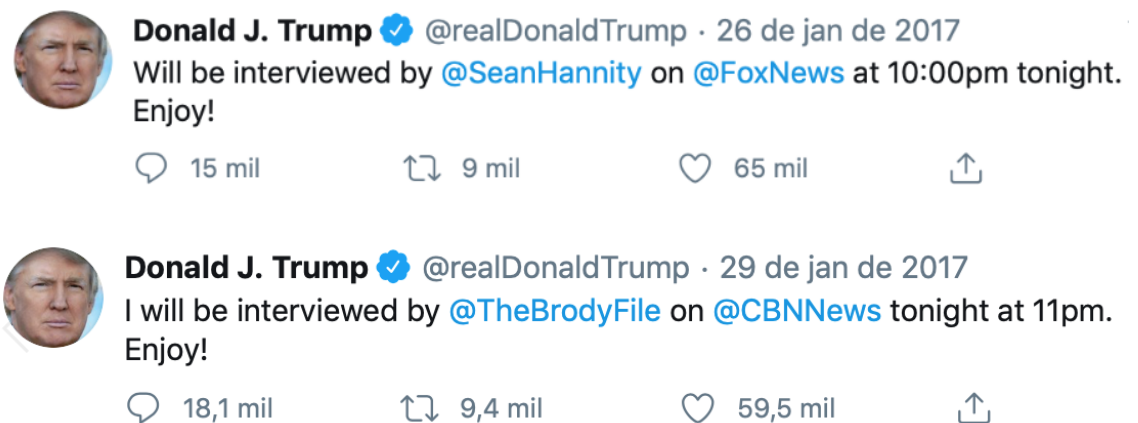 Donald J. Trump @realDonaldTrump · 26 de jan de 2017
Will be interviewed by @SeanHannity on @FoxNews at 10:00pm tonight.
Enjoy!
15 mil 9 mil 65 mil
Donald J. Trump @realDonaldTrump · 29 de jan de 2017
I will be interviewed by @TheBrodyFile on @CBNNews tonight at 11pm.
Enjoy!
18,1 mil 9,4 mil 59,5 mil